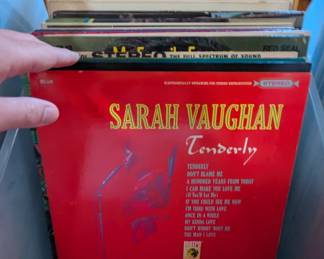 STEREO
THE FULL SPECTRUM OF SOUND
ELECTRONICALLY REPROCESSED FOR STEREO REPRODUCTION
STEREO
SARAH VAUGHAN
Tenderly
TENDERLY
DON'T BLAME ME
A HUNDRED YEARS FROM TODAY
I CAN MAKE YOU LOVE ME
(If You'll Let Me)
IF YOU COULD SEE ME NOW
I'M THRU WITH LOVE
ONCE IN A WHILE
MY KINDA LOVE
DON'T WORRY 'BOUT ME
THE MAN I LOVE